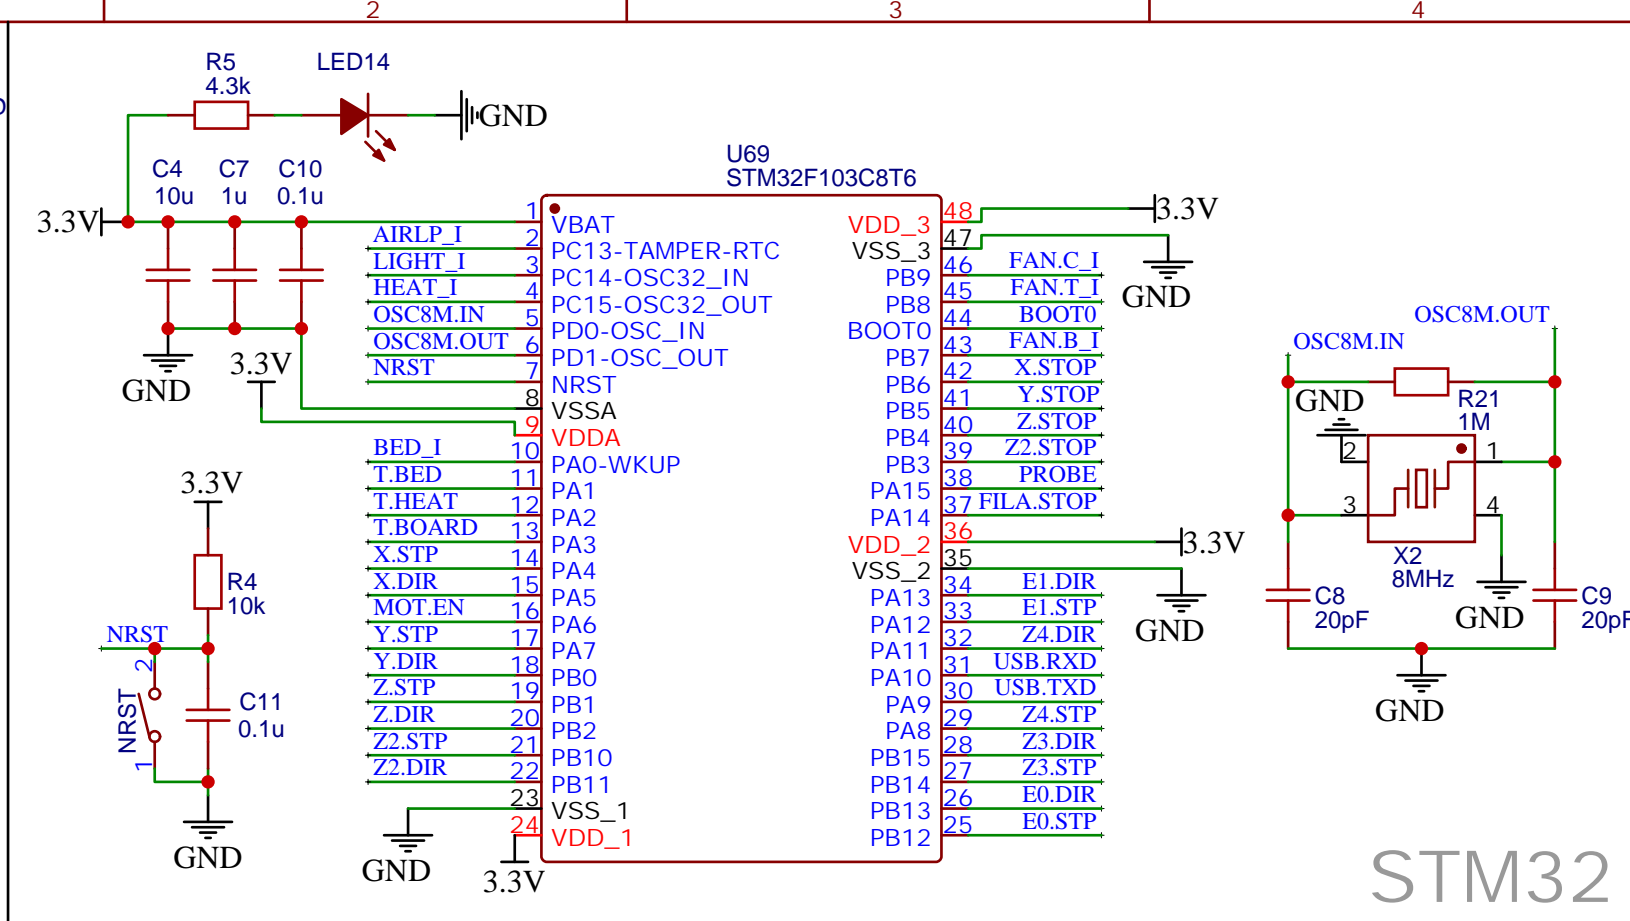 2
3
4
R5
4.3k
LED14
GND
C4
10u
C7
1u
C10
0.1u
3.3V
GND
3.3V
U69
STM32F103C8T6
1 VBAT
AIRLP_I 2 PC13-TAMPER-RTC
LIGHT_I 3 PC14-OSC32_IN
HEAT_I 4 PC15-OSC32_OUT
OSC8M.IN 5 PD0-OSC_IN
OSC8M.OUT 6 PD1-OSC_OUT
NRST 7 NRST
8 VSSA
9 VDDA
BED_I 10 PA0-WKUP
T.BED 11 PA1
T.HEAT 12 PA2
T.BOARD 13 PA3
X.STP 14 PA4
X.DIR 15 PA5
MOT.EN 16 PA6
Y.STP 17 PA7
Y.DIR 18 PB0
Z.STP 19 PB1
Z.DIR 20 PB2
Z2.STP 21 PB10
Z2.DIR 22 PB11
23 VSS_1
24 VDD_1
GND
3.3V
VDD_3 48 3.3V
VSS_3 47
GND
PB9 46 FAN.C_I
PB8 45 FAN.T_I
BOOT0 44 BOOT0
PB7 43 FAN.B_I
PB6 42 X.STOP
PB5 41 Y.STOP
PB4 40 Z.STOP
PB3 39 Z2.STOP
PA15 38 PROBE
PA14 37 FILA.STOP
VDD_2 36 3.3V
VSS_2 35
GND
PA13 34 E1.DIR
PA12 33 E1.STP
PA11 32 Z4.DIR
PA10 31 USB.RXD
PA9 30 USB.TXD
PA8 29 Z4.STP
PB15 28 Z3.DIR
PB14 27 Z3.STP
PB13 26 E0.DIR
PB12 25 E0.STP
3.3V
R4
10k
NRST
2
NRST
1
C11
0.1u
GND
OSC8M.OUT
OSC8M.IN
R21
1M
GND
2
1
3
4
X2
8MHz
GND
C8
20pF
C9
20pF
GND
STM32